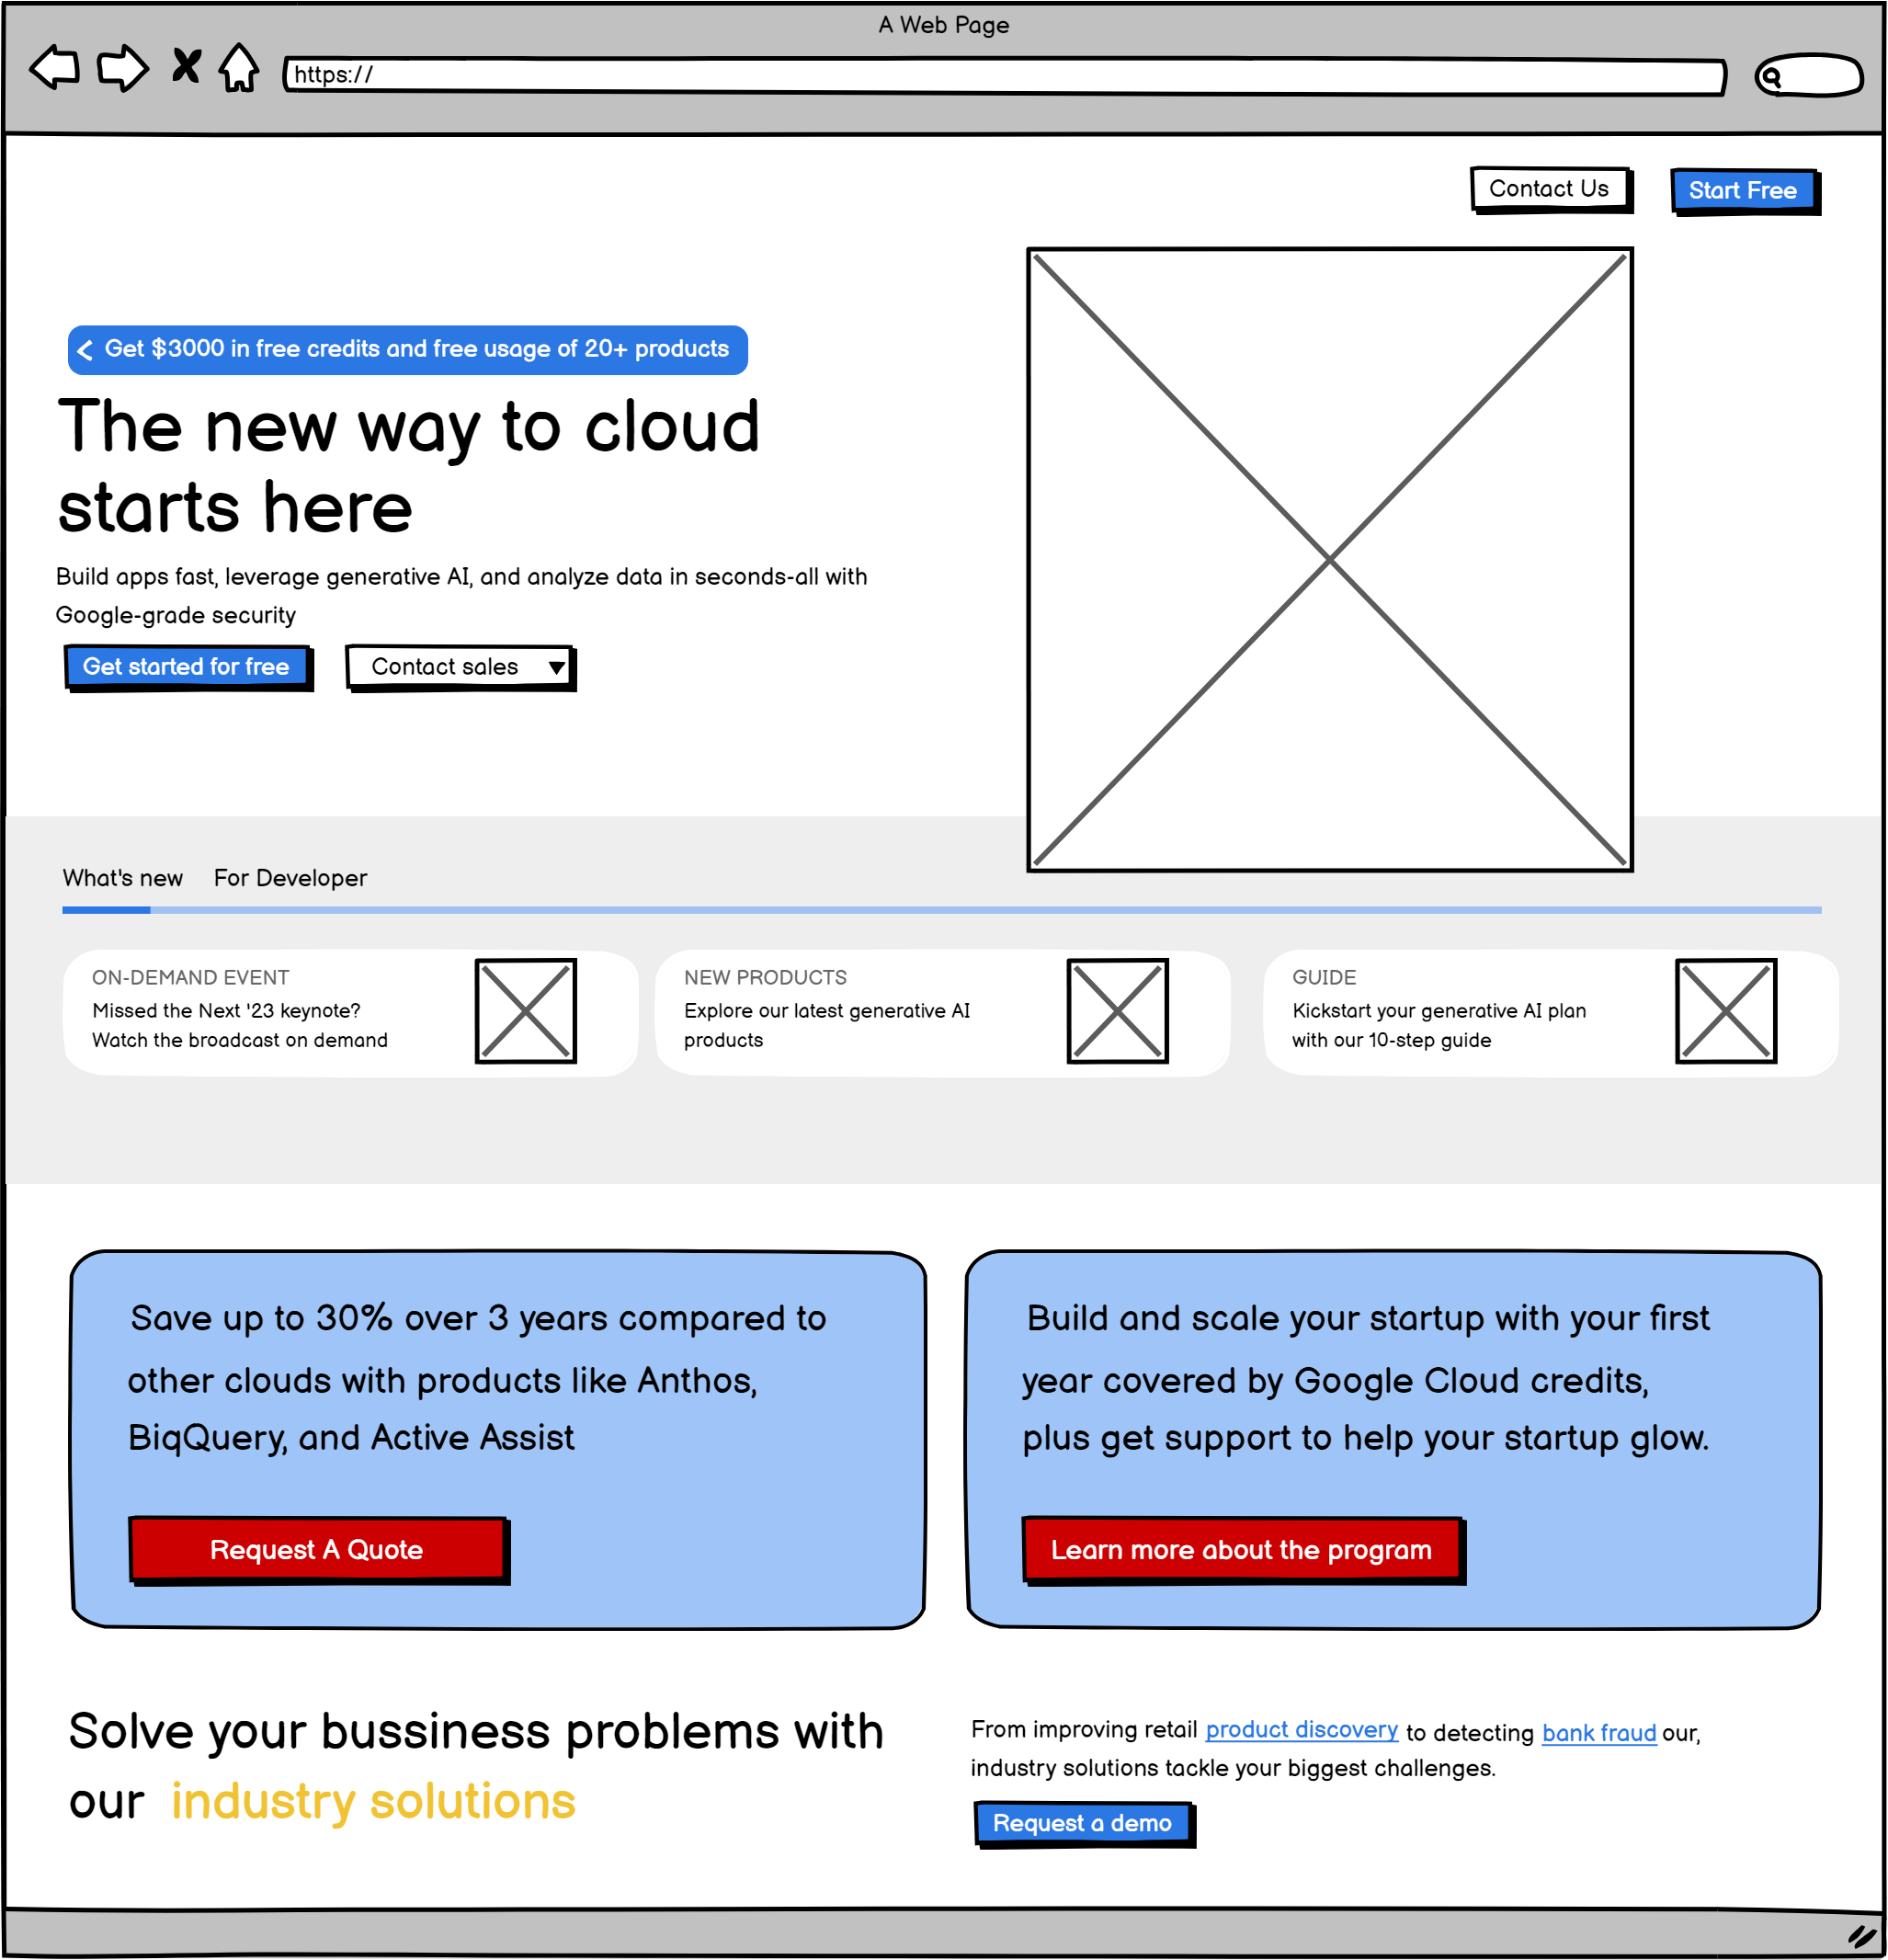 A Web Page
https://
Contact Us
Start Free
Get $3000 in free credits and free usage of 20+ products
The new way to cloud
starts here
Build apps fast, leverage generative AI, and analyze data in seconds-all with
Google-grade security
Get started for free
Contact sales
What's new
For Developer
ON-DEMAND EVENT
Missed the Next '23 keynote?
Watch the broadcast on demand
NEW PRODUCTS
Explore our latest generative AI
products
GUIDE
Kickstart your generative AI plan
with our 10-step guide
Save up to 30% over 3 years compared to
other clouds with products like Anthos,
BiqQuery, and Active Assist
Request A Quote
Build and scale your startup with your first
year covered by Google Cloud credits,
plus get support to help your startup glow.
Learn more about the program
Solve your bussiness problems with
our industry solutions
From improving retail product discovery to detecting bank fraud our,
industry solutions tackle your biggest challenges.
Request a demo